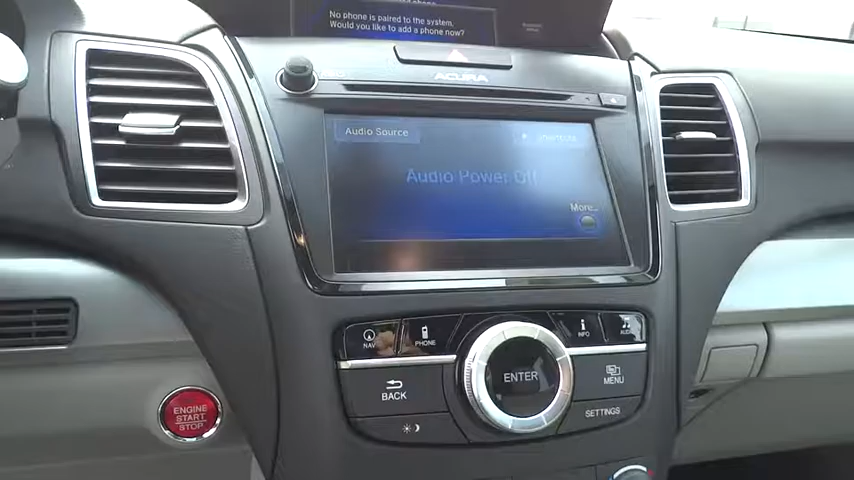 No phone is paired to the system.
Would you like to add a phone now?
ACURA
Audio Source
Audio Power Off
More...
NAV
PHONE
INFO
AUDIO
ENTER
BACK
MENU
SETTINGS
ENGINE
START
STOP